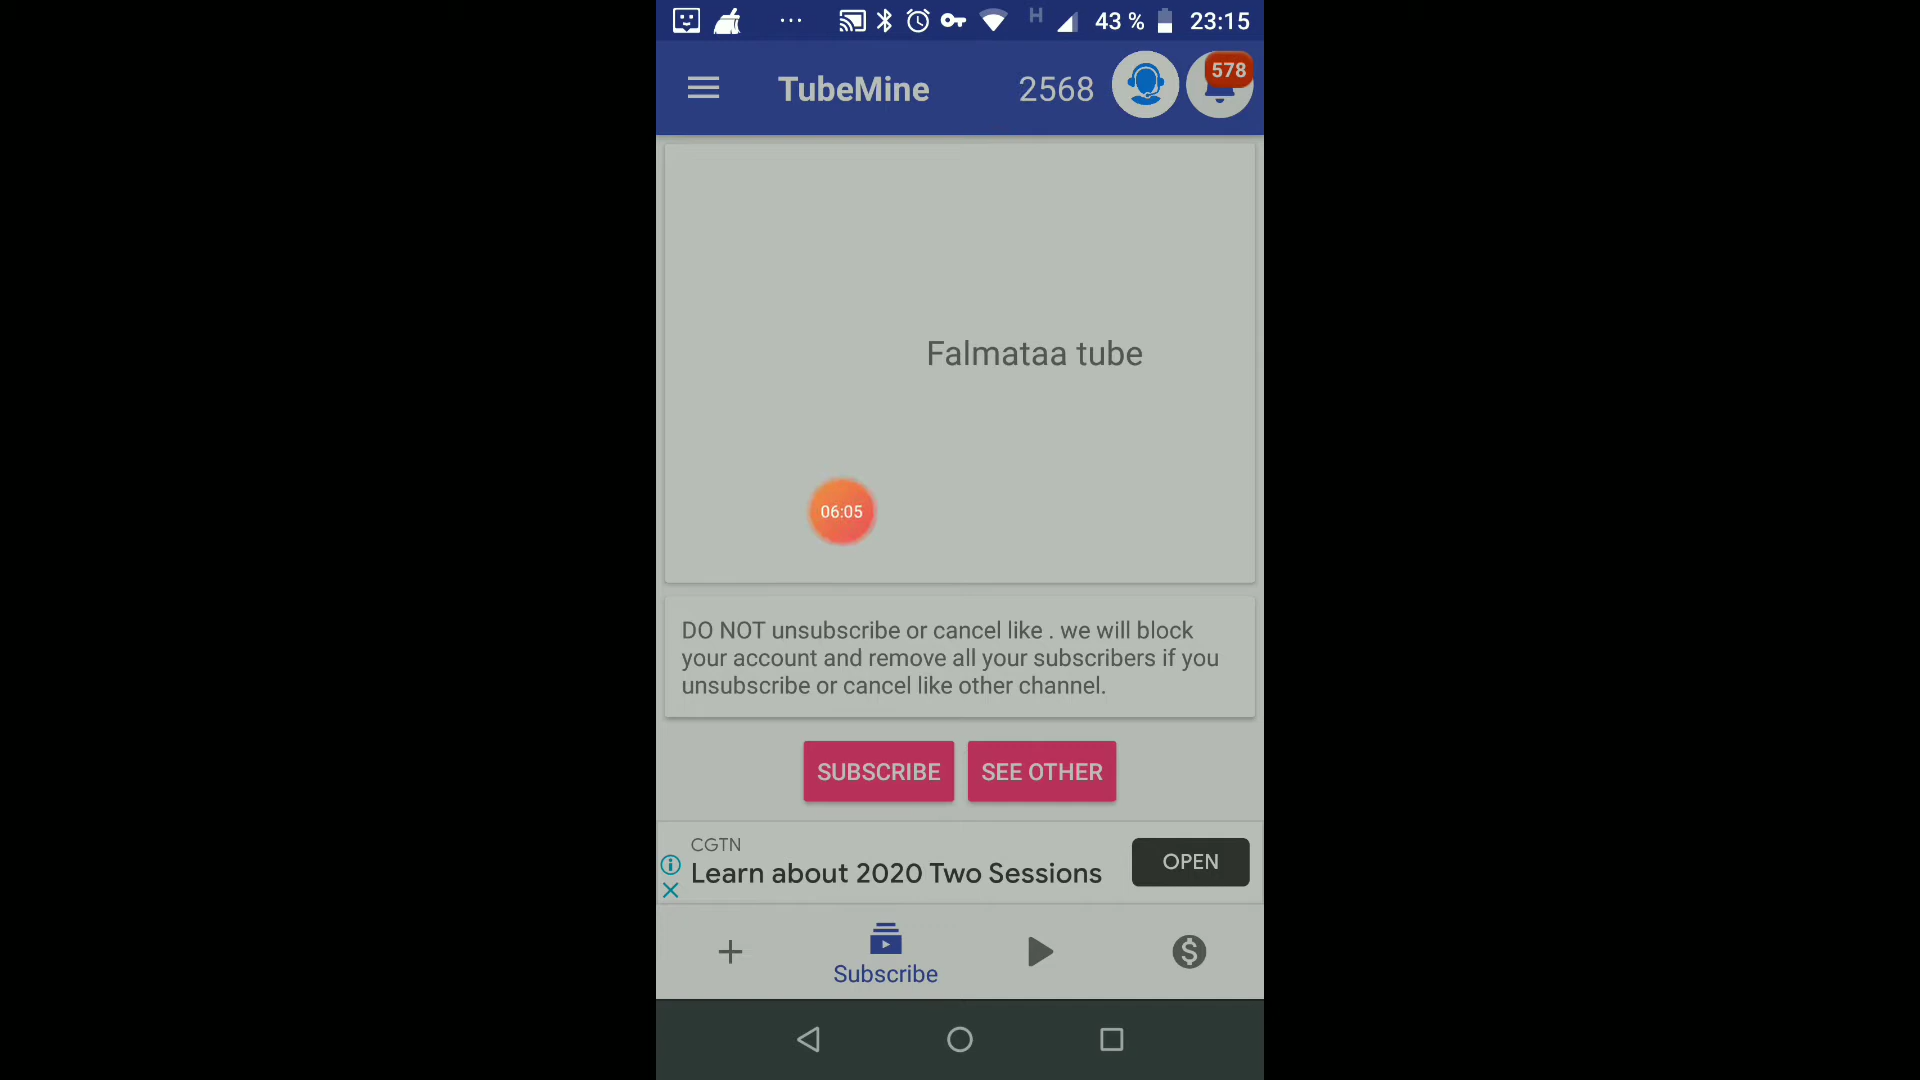 H 43 % 23:15
TubeMine 2568 578
Falmataa tube
06:05
DO NOT unsubscribe or cancel like . we will block
your account and remove all your subscribers if you
unsubscribe or cancel like other channel.
SUBSCRIBE SEE OTHER
CGTN
Learn about 2020 Two Sessions
OPEN
Subscribe